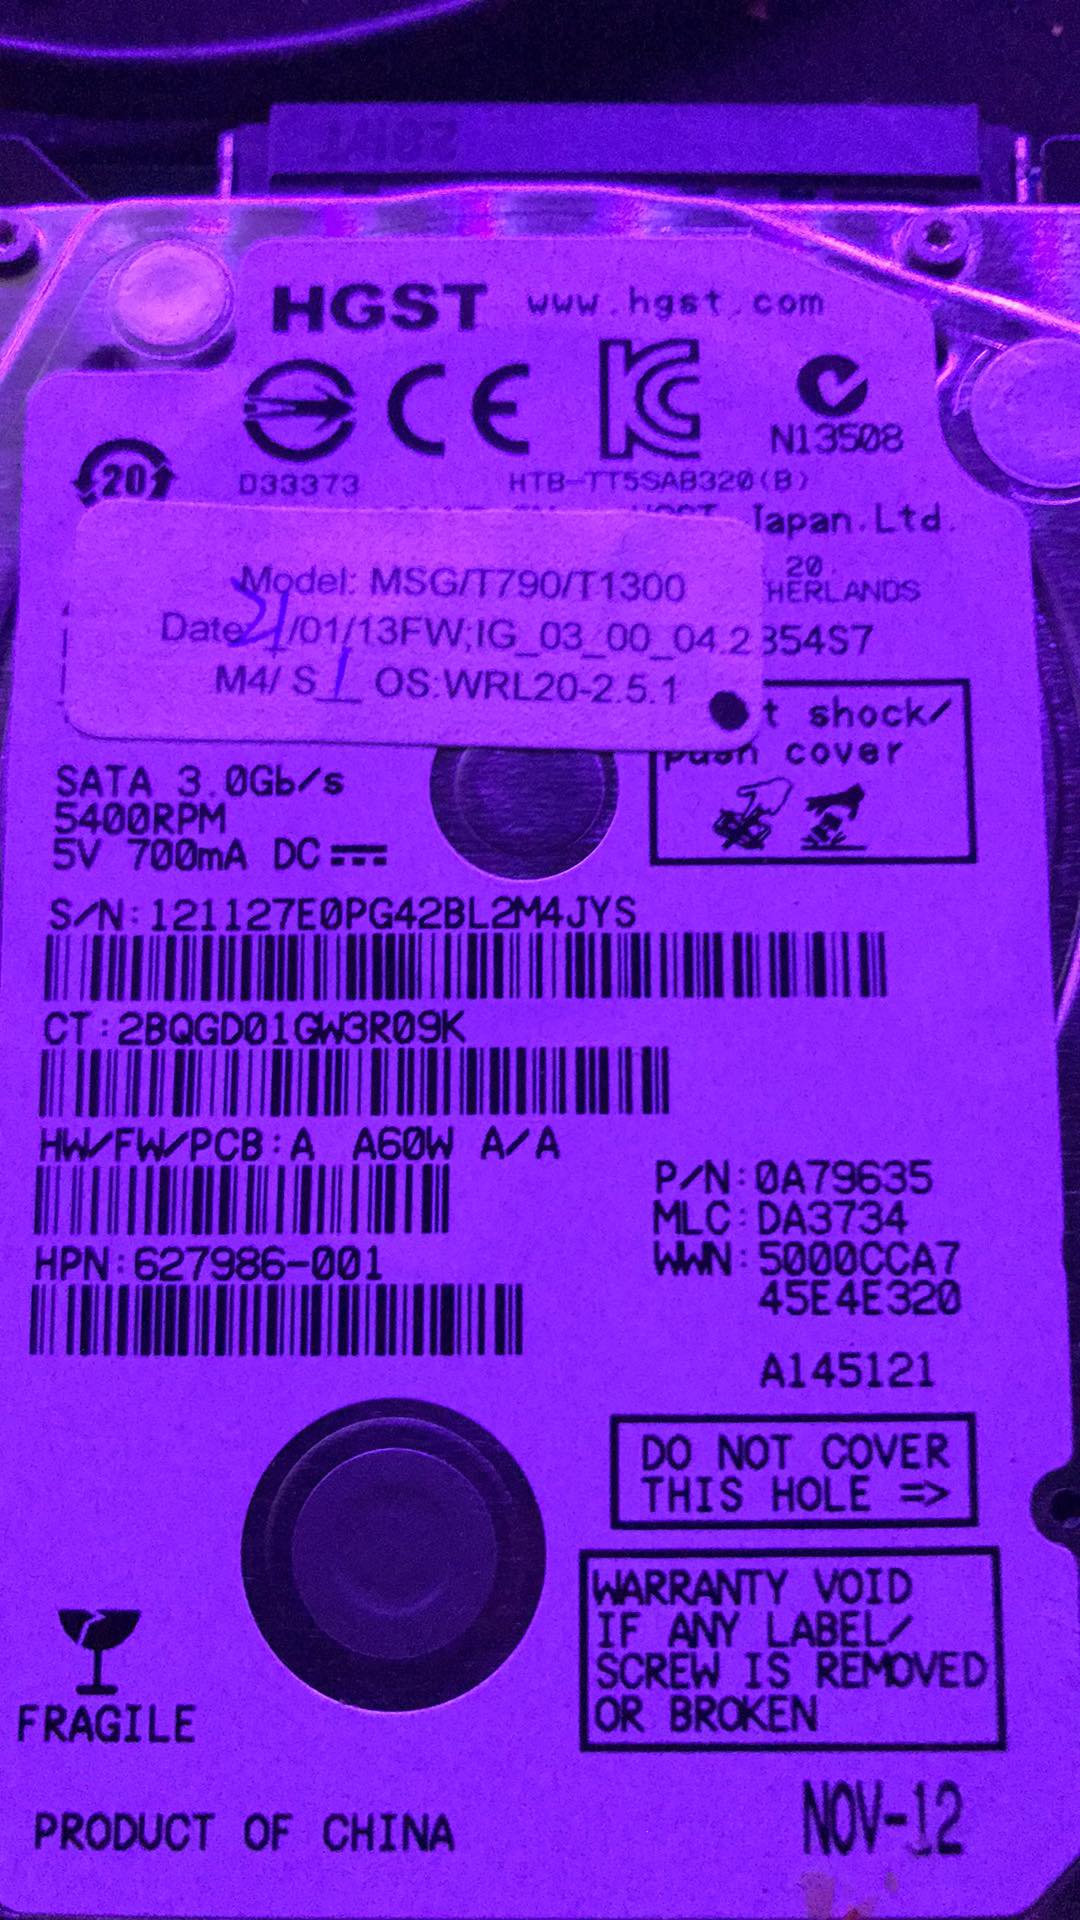 HGST www.hgst.com
CE
N13508
20
D33373 HTB-TT5SAB320(B)
Japan.Ltd.
20.
HERLANDS
354S7
Model: MSG/T790/T1300
Date /01/13FW;IG_03_00_04.2
M4/ S_1_ OS:WRL20-2.5.1
t shock/
push cover
SATA 3.0Gb/s
5400RPM
5V 700mA DC
S/N:121127E0PG42BL2M4JYS
CT:2BQGD01GW3R09K
HW/FW/PCB:A A60W A/A
HPN:627986-001
P/N:0A79635
MLC:DA3734
WWN:5000CCA7
45E4E320
A145121
DO NOT COVER
THIS HOLE =>
WARRANTY VOID
IF ANY LABEL/
SCREW IS REMOVED
OR BROKEN
FRAGILE
PRODUCT OF CHINA
NOV-12